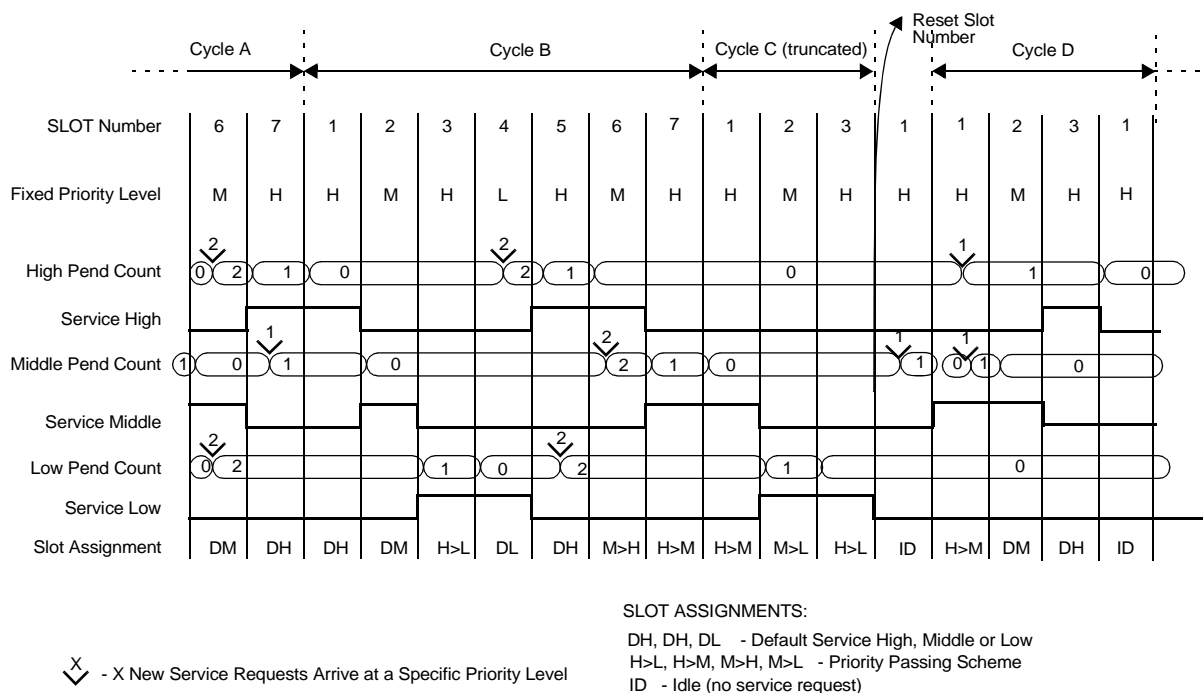 Reset Slot
Number
Cycle A Cycle B Cycle C (truncated) Cycle D
SLOT Number 6 7 1 2 3 4 5 6 7 1 2 3 1 1 2 3 1
Fixed Priority Level M H H M H L H M H H M H H H M H H
2 2 1
High Pend Count 0 2 1 0 2 1 0 1 0
Service High
1 2 1 1
Middle Pend Count 1 0 1 0 2 1 0 1 0 1 0
Service Middle
2 2
Low Pend Count 0 2 1 0 2 1 0
Service Low
Slot Assignment DM DH DH DM H>L DL DH M>H H>M H>M M>L H>L ID H>M DM DH ID
SLOT ASSIGNMENTS:
DH, DH, DL - Default Service High, Middle or Low
X - X New Service Requests Arrive at a Specific Priority Level
H>L, H>M, M>H, M>L - Priority Passing Scheme
ID - Idle (no service request)